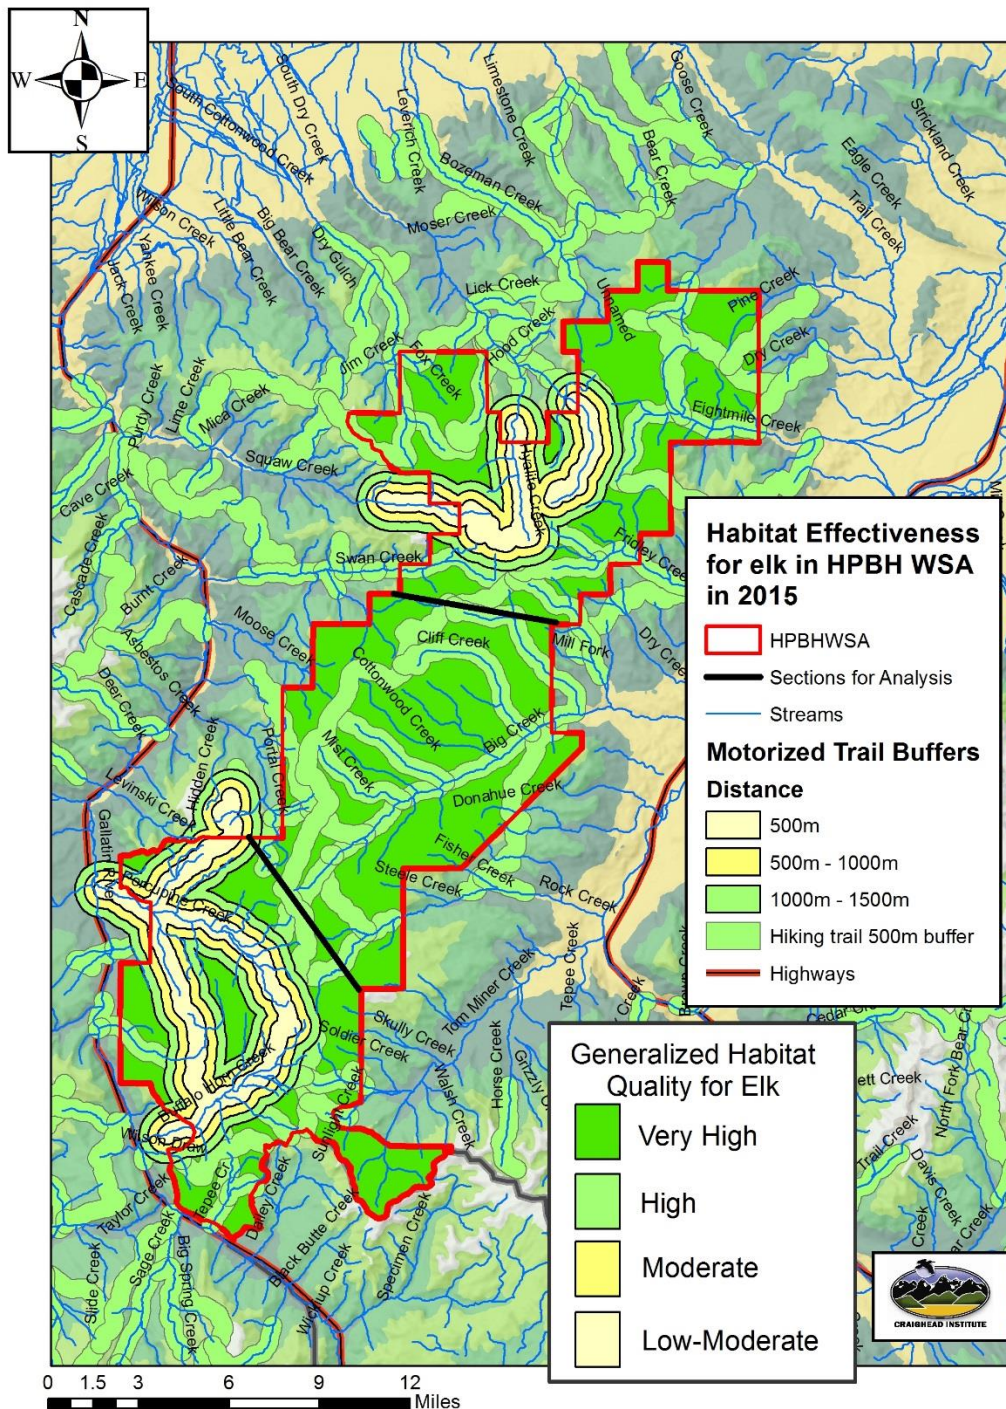 N
W
E
S
South Cottonwood Creek
South Dry Creek
Leverich Creek
Limestone Creek
Goose Creek
Bear Creek
Strickland Creek
Eagle Creek
Trail Creek
Bozeman Creek
Moser Creek
Wilson Creek
Yankee Creek
Jack Creek
Little Bear Creek
Big Bear Creek
Dry Gulch
Lick Creek
Unnamed
Pine Creek
Dry Creek
Hood Creek
Jim Creek
Fox Creek
Eightmile Creek
Purdy Creek
Lime Creek
Mica Creek
Squaw Creek
Hyalite Creek
Cave Creek
Cascade Creek
Swan Creek
Fridley Creek
Burnt Creek
Moose Creek
Cliff Creek
Mill Fork
Dry Creek
Asbestos Creek
Deer Creek
Cottonwood Creek
Big Creek
Mist Creek
Portal Creek
Hidden Creek
Levinski Creek
Donahue Creek
Gallatin River
Fisher Creek
Steele Creek
Rock Creek
Porcupine Creek
Tepee Creek
Tom Miner Creek
Skully Creek
Soldier Creek
Walsh Creek
Horse Creek
Buffalo Horn Creek
Wilson Draw
Tepee Cr
Dailey Creek
Taylor Creek
Sage Creek
Slide Creek
Big Spring Creek
Black Butte Creek
Wickiup Creek
Specimen Creek
North Fork Bear C
ett Creek
Trail Creek
Davis Creek
Creek
Habitat Effectiveness
for elk in HPBH WSA
in 2015
HPBHWSA
Sections for Analysis
Streams
Motorized Trail Buffers
Distance
500m
500m - 1000m
1000m - 1500m
Hiking trail 500m buffer
Highways
Generalized Habitat
Quality for Elk
Very High
High
Moderate
Low-Moderate
CRAIGHEAD INSTITUTE
0 1.5 3 6 9 12
Miles